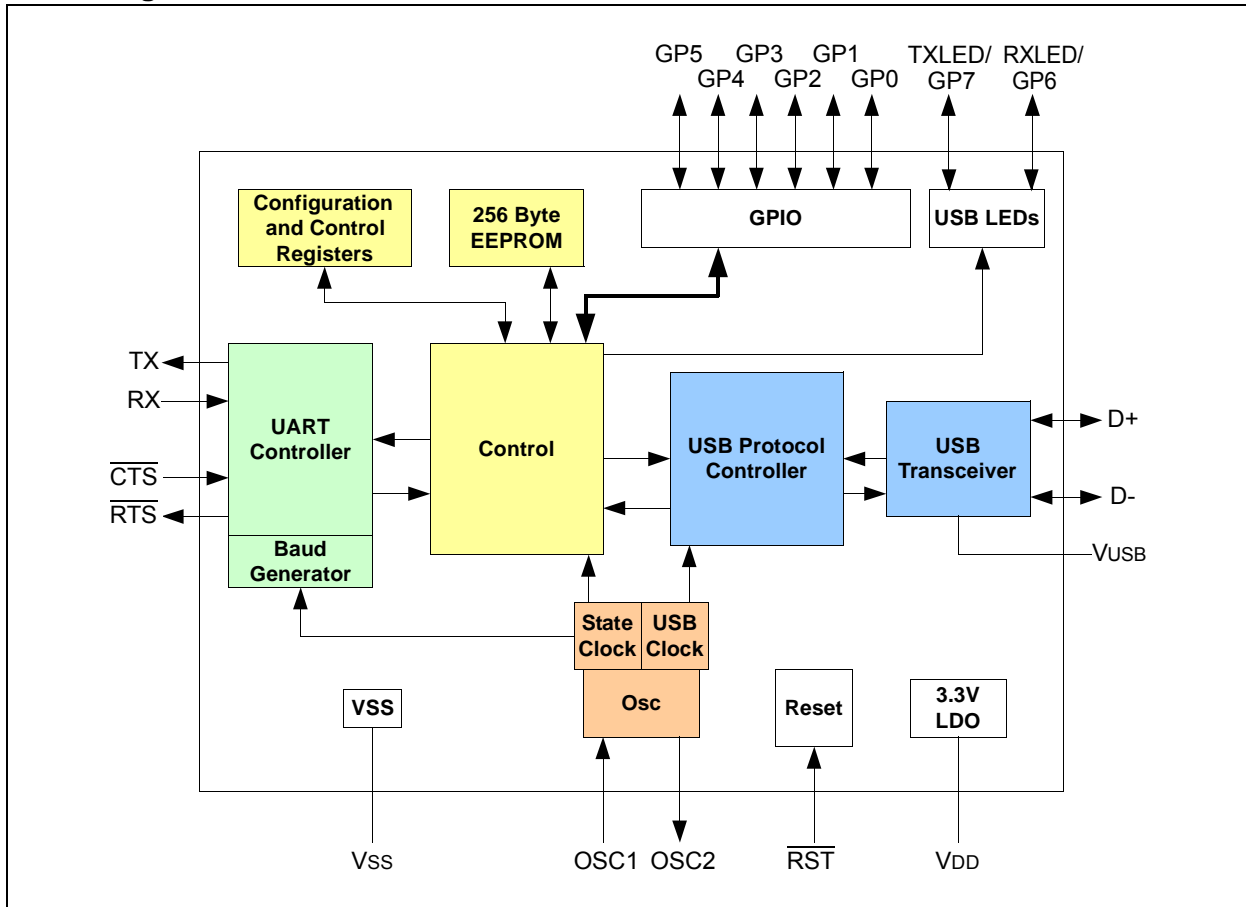 GP5 GP3 GP1 TXLED/ RXLED/
GP4 GP2 GP0 GP7 GP6
Configuration
and Control
Registers
256 Byte
EEPROM
GPIO
USB LEDs
TX
RX
CTS
RTS
UART
Controller
Baud
Generator
Control
USB Protocol
Controller
USB
Transceiver
D+
D-
VUSB
State
Clock
USB
Clock
Osc
VSS
Reset
3.3V
LDO
VSS
OSC1
OSC2
RST
VDD